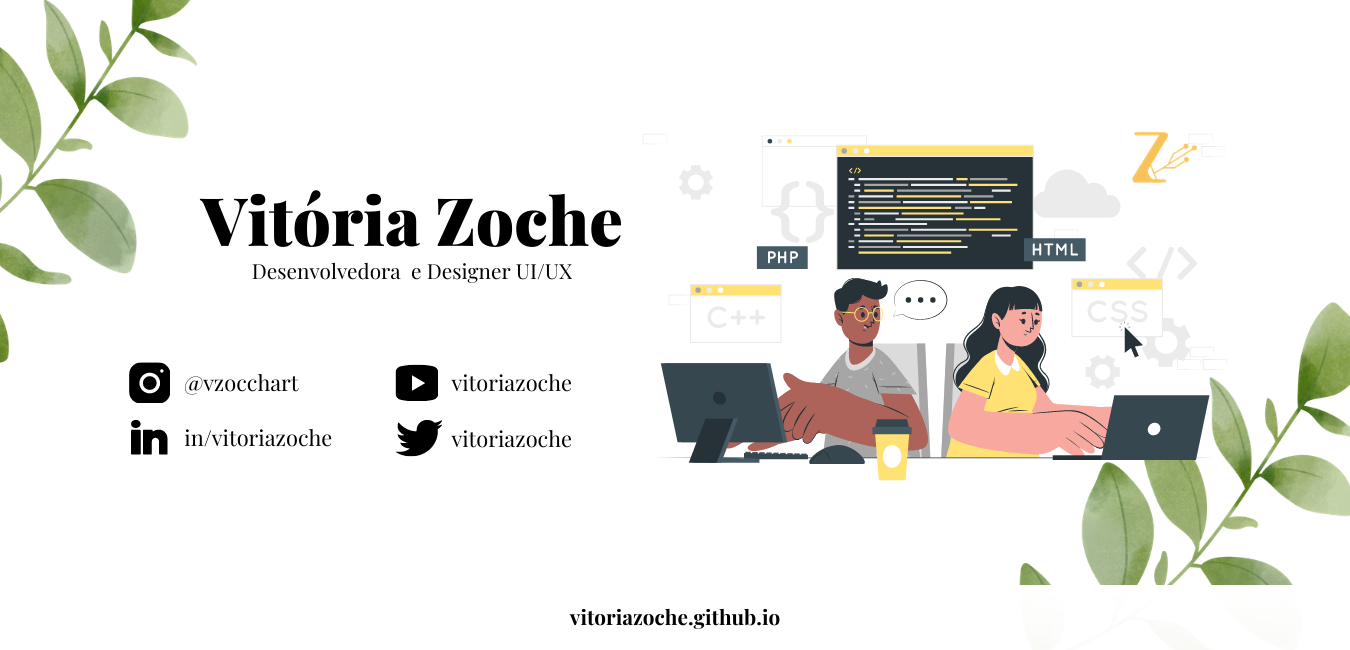 Vitória Zoche
Desenvolvedora e Designer UI/UX
@vzocchart
vitoriazoche
in/vitoriazoche
vitoriazoche
</>
{}
PHP
HTML
</>
C++
CSS
Z
vitoriazoche.github.io